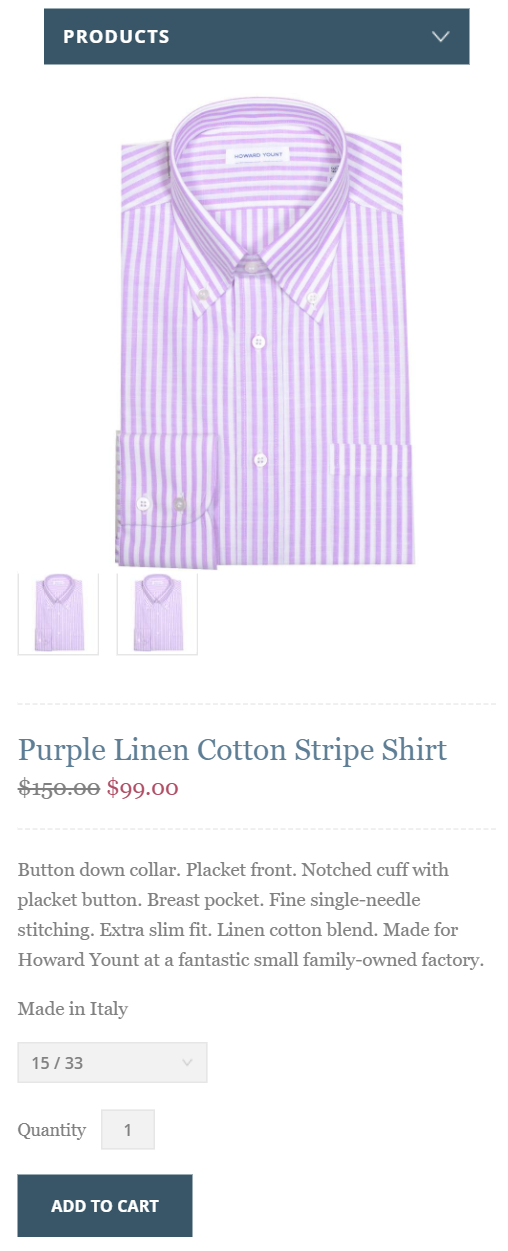 PRODUCTS
HOWARD YOUNT
Purple Linen Cotton Stripe Shirt
$150.00 $99.00
Button down collar. Placket front. Notched cuff with
placket button. Breast pocket. Fine single-needle
stitching. Extra slim fit. Linen cotton blend. Made for
Howard Yount at a fantastic small family-owned factory.
Made in Italy
15 / 33
Quantity 1
ADD TO CART